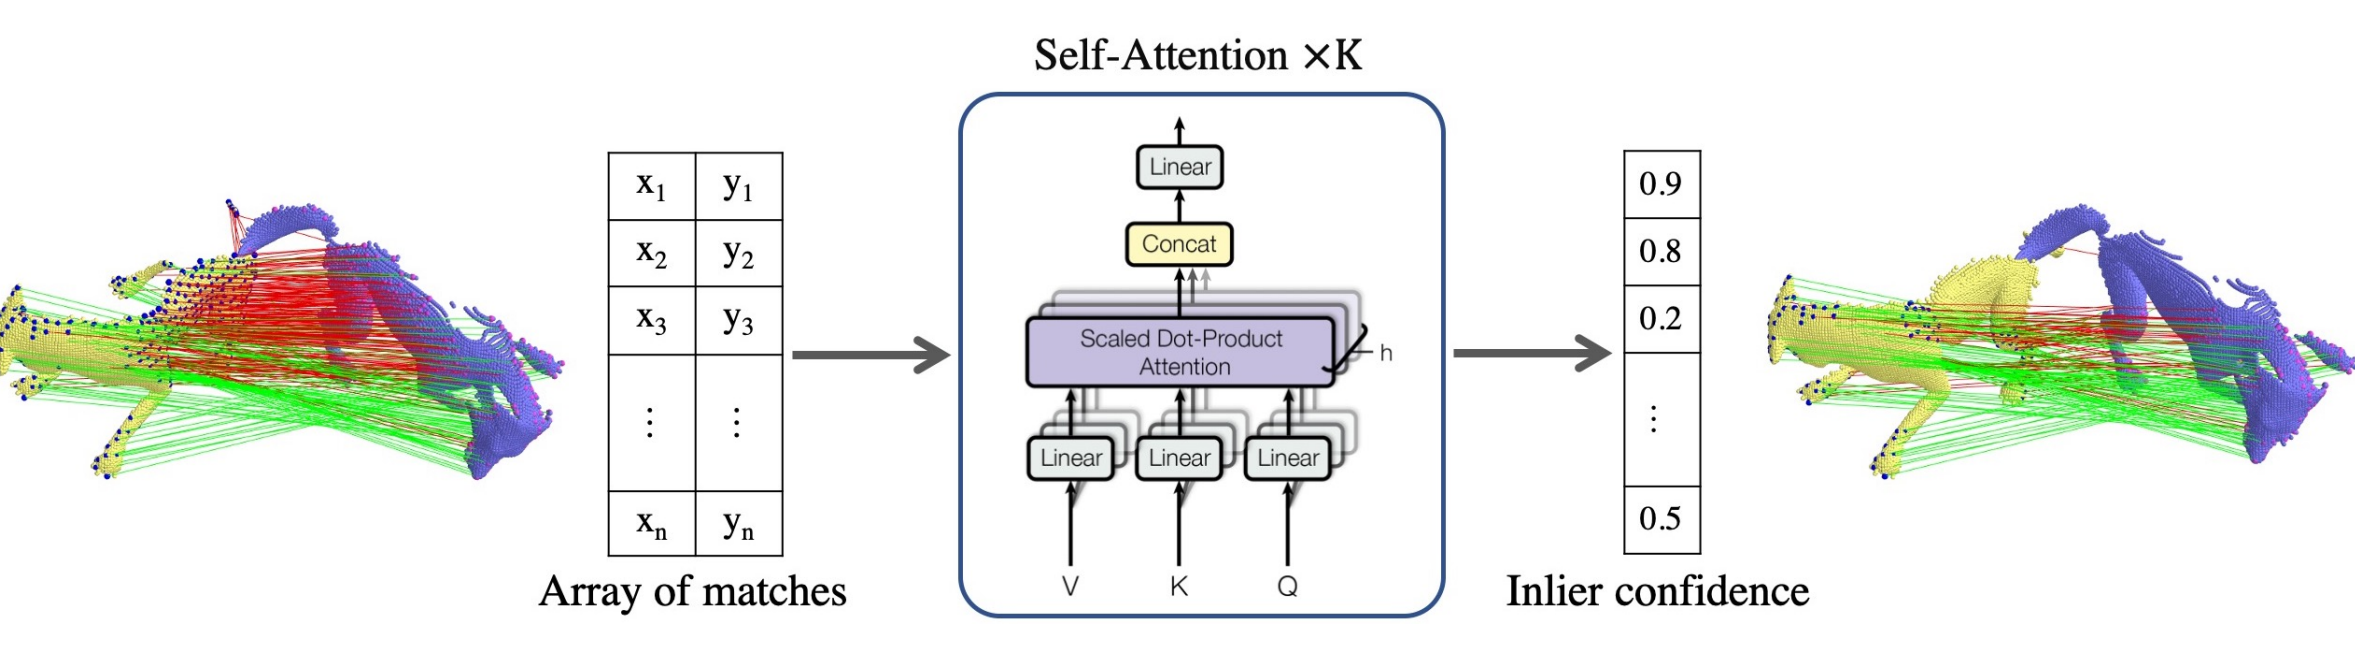 Self-Attention ×K
x₁ y₁
x₂ y₂
x₃ y₃
⋮ ⋮
xₙ yₙ
Array of matches
Linear
Concat
Scaled Dot-Product
Attention
h
Linear Linear Linear
V K Q
0.9
0.8
0.2
⋮
0.5
Inlier confidence